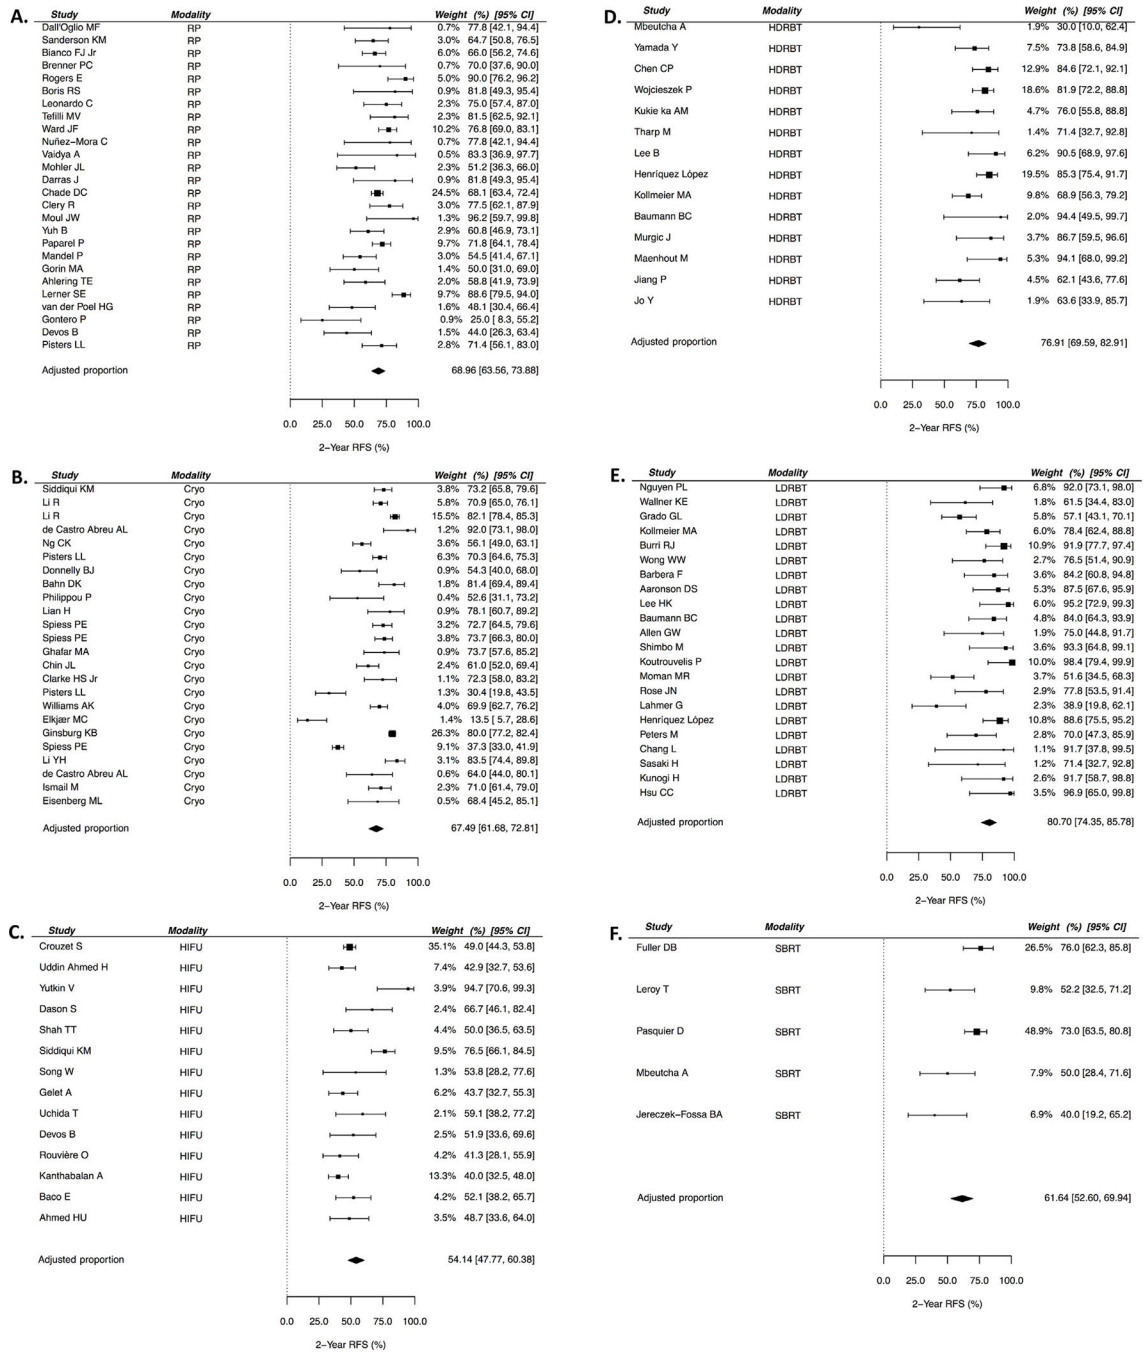 A.
Study Modality Weight (%) [95% CI]
Dall'Oglio MF RP 0.7% 77.8 [42.1, 94.4]
Sanderson KM RP 3.0% 64.7 [50.8, 76.5]
Bianco FJ Jr RP 6.0% 66.0 [56.2, 74.6]
Brenner PC RP 0.7% 70.0 [37.6, 90.0]
Rogers E RP 5.0% 90.0 [76.2, 96.2]
Boris RS RP 0.9% 81.8 [49.3, 95.4]
Leonardo C RP 2.3% 75.0 [57.4, 87.0]
Tefilli MV RP 2.3% 81.5 [62.5, 92.1]
Ward JF RP 10.2% 76.8 [69.0, 83.1]
Nuñez−Mora C RP 0.7% 77.8 [42.1, 94.4]
Vaidya A RP 0.5% 83.3 [36.9, 97.7]
Mohler JL RP 2.3% 51.2 [36.3, 66.0]
Darras J RP 0.9% 81.8 [49.3, 95.4]
Chade DC RP 24.5% 68.1 [63.4, 72.4]
Clery R RP 3.0% 77.5 [62.1, 87.9]
Moul JW RP 1.3% 96.2 [59.7, 99.8]
Yuh B RP 2.9% 60.8 [46.9, 73.1]
Paparel P RP 9.7% 71.8 [64.1, 78.4]
Mandel P RP 3.0% 54.5 [41.4, 67.1]
Gorin MA RP 1.4% 50.0 [31.0, 69.0]
Ahlering TE RP 2.0% 58.8 [41.9, 73.9]
Lerner SE RP 9.7% 88.6 [79.5, 94.0]
van der Poel HG RP 1.6% 48.1 [30.4, 66.4]
Gontero P RP 0.9% 25.0 [ 8.3, 55.2]
Devos B RP 1.5% 44.0 [26.3, 63.4]
Pisters LL RP 2.8% 71.4 [56.1, 83.0]
Adjusted proportion 68.96 [63.56, 73.88]
0.0 25.0 50.0 75.0 100.0
2−Year RFS (%)
B.
Study Modality Weight (%) [95% CI]
Siddiqui KM Cryo 3.8% 73.2 [65.8, 79.6]
Li R Cryo 5.8% 70.9 [65.0, 76.1]
Li R Cryo 15.5% 82.1 [78.4, 85.3]
de Castro Abreu AL Cryo 1.2% 92.0 [73.1, 98.0]
Ng CK Cryo 3.6% 56.1 [49.0, 63.1]
Pisters LL Cryo 6.3% 70.3 [64.6, 75.3]
Donnelly BJ Cryo 0.9% 54.3 [40.0, 68.0]
Bahn DK Cryo 1.8% 81.4 [69.4, 89.4]
Philippou P Cryo 0.4% 52.6 [31.1, 73.2]
Lian H Cryo 0.9% 78.1 [60.7, 89.2]
Spiess PE Cryo 3.2% 72.7 [64.5, 79.6]
Spiess PE Cryo 3.8% 73.7 [66.3, 80.0]
Ghafar MA Cryo 0.9% 73.7 [57.6, 85.2]
Chin JL Cryo 2.4% 61.0 [52.0, 69.4]
Clarke HS Jr Cryo 1.1% 72.3 [58.0, 83.2]
Pisters LL Cryo 1.3% 30.4 [19.8, 43.5]
Williams AK Cryo 4.0% 69.9 [62.7, 76.2]
Elkjær MC Cryo 1.4% 13.5 [ 5.7, 28.6]
Ginsburg KB Cryo 26.3% 80.0 [77.2, 82.4]
Spiess PE Cryo 9.1% 37.3 [33.0, 41.9]
Li YH Cryo 3.1% 83.5 [74.4, 89.8]
de Castro Abreu AL Cryo 0.6% 64.0 [44.0, 80.1]
Ismail M Cryo 2.3% 71.0 [61.4, 79.0]
Eisenberg ML Cryo 0.5% 68.4 [45.2, 85.1]
Adjusted proportion 67.49 [61.68, 72.81]
0.0 25.0 50.0 75.0 100.0
2−Year RFS (%)
C.
Study Modality Weight (%) [95% CI]
Crouzet S HIFU 35.1% 49.0 [44.3, 53.8]
Uddin Ahmed H HIFU 7.4% 42.9 [32.7, 53.6]
Yutkin V HIFU 3.9% 94.7 [70.6, 99.3]
Dason S HIFU 2.4% 66.7 [46.1, 82.4]
Shah TT HIFU 4.4% 50.0 [36.5, 63.5]
Siddiqui KM HIFU 9.5% 76.5 [66.1, 84.5]
Song W HIFU 1.3% 53.8 [28.2, 77.6]
Gelet A HIFU 6.2% 43.7 [32.7, 55.3]
Uchida T HIFU 2.1% 59.1 [38.2, 77.2]
Devos B HIFU 2.5% 51.9 [33.6, 69.6]
Rouvière O HIFU 4.2% 41.3 [28.1, 55.9]
Kanthabalan A HIFU 13.3% 40.0 [32.5, 48.0]
Baco E HIFU 4.2% 52.1 [38.2, 65.7]
Ahmed HU HIFU 3.5% 48.7 [33.6, 64.0]
Adjusted proportion 54.14 [47.77, 60.38]
0.0 25.0 50.0 75.0 100.0
2−Year RFS (%)
D.
Study Modality Weight (%) [95% CI]
Mbeutcha A HDRBT 1.9% 30.0 [10.0, 62.4]
Yamada Y HDRBT 7.5% 73.8 [58.6, 84.9]
Chen CP HDRBT 12.9% 84.6 [72.1, 92.1]
Wojcieszek P HDRBT 18.6% 81.9 [72.2, 88.8]
Kukie ka AM HDRBT 4.7% 76.0 [55.8, 88.8]
Tharp M HDRBT 1.4% 71.4 [32.7, 92.8]
Lee B HDRBT 6.2% 90.5 [68.9, 97.6]
Henríquez López HDRBT 19.5% 85.3 [75.4, 91.7]
Kollmeier MA HDRBT 9.8% 68.9 [56.3, 79.2]
Baumann BC HDRBT 2.0% 94.4 [49.5, 99.7]
Murgic J HDRBT 3.7% 86.7 [59.5, 96.6]
Maenhout M HDRBT 5.3% 94.1 [68.0, 99.2]
Jiang P HDRBT 4.5% 62.1 [43.6, 77.6]
Jo Y HDRBT 1.9% 63.6 [33.9, 85.7]
Adjusted proportion 76.91 [69.59, 82.91]
0.0 25.0 50.0 75.0 100.0
2−Year RFS (%)
E.
Study Modality Weight (%) [95% CI]
Nguyen PL LDRBT 6.8% 92.0 [73.1, 98.0]
Wallner KE LDRBT 1.8% 61.5 [34.4, 83.0]
Grado GL LDRBT 5.8% 57.1 [43.1, 70.1]
Kollmeier MA LDRBT 6.0% 78.4 [62.4, 88.8]
Burri RJ LDRBT 10.9% 91.9 [77.7, 97.4]
Wong WW LDRBT 2.7% 76.5 [51.4, 90.9]
Barbera F LDRBT 3.6% 84.2 [60.8, 94.8]
Aaronson DS LDRBT 5.3% 87.5 [67.6, 95.9]
Lee HK LDRBT 6.0% 95.2 [72.9, 99.3]
Baumann BC LDRBT 4.8% 84.0 [64.3, 93.9]
Allen GW LDRBT 1.9% 75.0 [44.8, 91.7]
Shimbo M LDRBT 3.6% 93.3 [64.8, 99.1]
Koutrouvelis P LDRBT 10.0% 98.4 [79.4, 99.9]
Moman MR LDRBT 3.7% 51.6 [34.5, 68.3]
Rose JN LDRBT 2.9% 77.8 [53.5, 91.4]
Lahmer G LDRBT 2.3% 38.9 [19.8, 62.1]
Henríquez López LDRBT 10.8% 88.6 [75.5, 95.2]
Peters M LDRBT 2.8% 70.0 [47.3, 85.9]
Chang L LDRBT 1.1% 91.7 [37.8, 99.5]
Sasaki H LDRBT 1.2% 71.4 [32.7, 92.8]
Kunogi H LDRBT 2.6% 91.7 [58.7, 98.8]
Hsu CC LDRBT 3.5% 96.9 [65.0, 99.8]
Adjusted proportion 80.70 [74.35, 85.78]
0.0 25.0 50.0 75.0 100.0
2−Year RFS (%)
F.
Study Modality Weight (%) [95% CI]
Fuller DB SBRT 26.5% 76.0 [62.3, 85.8]
Leroy T SBRT 9.8% 52.2 [32.5, 71.2]
Pasquier D SBRT 48.9% 73.0 [63.5, 80.8]
Mbeutcha A SBRT 7.9% 50.0 [28.4, 71.6]
Jereczek−Fossa BA SBRT 6.9% 40.0 [19.2, 65.2]
Adjusted proportion 61.64 [52.60, 69.94]
0.0 25.0 50.0 75.0 100.0
2−Year RFS (%)